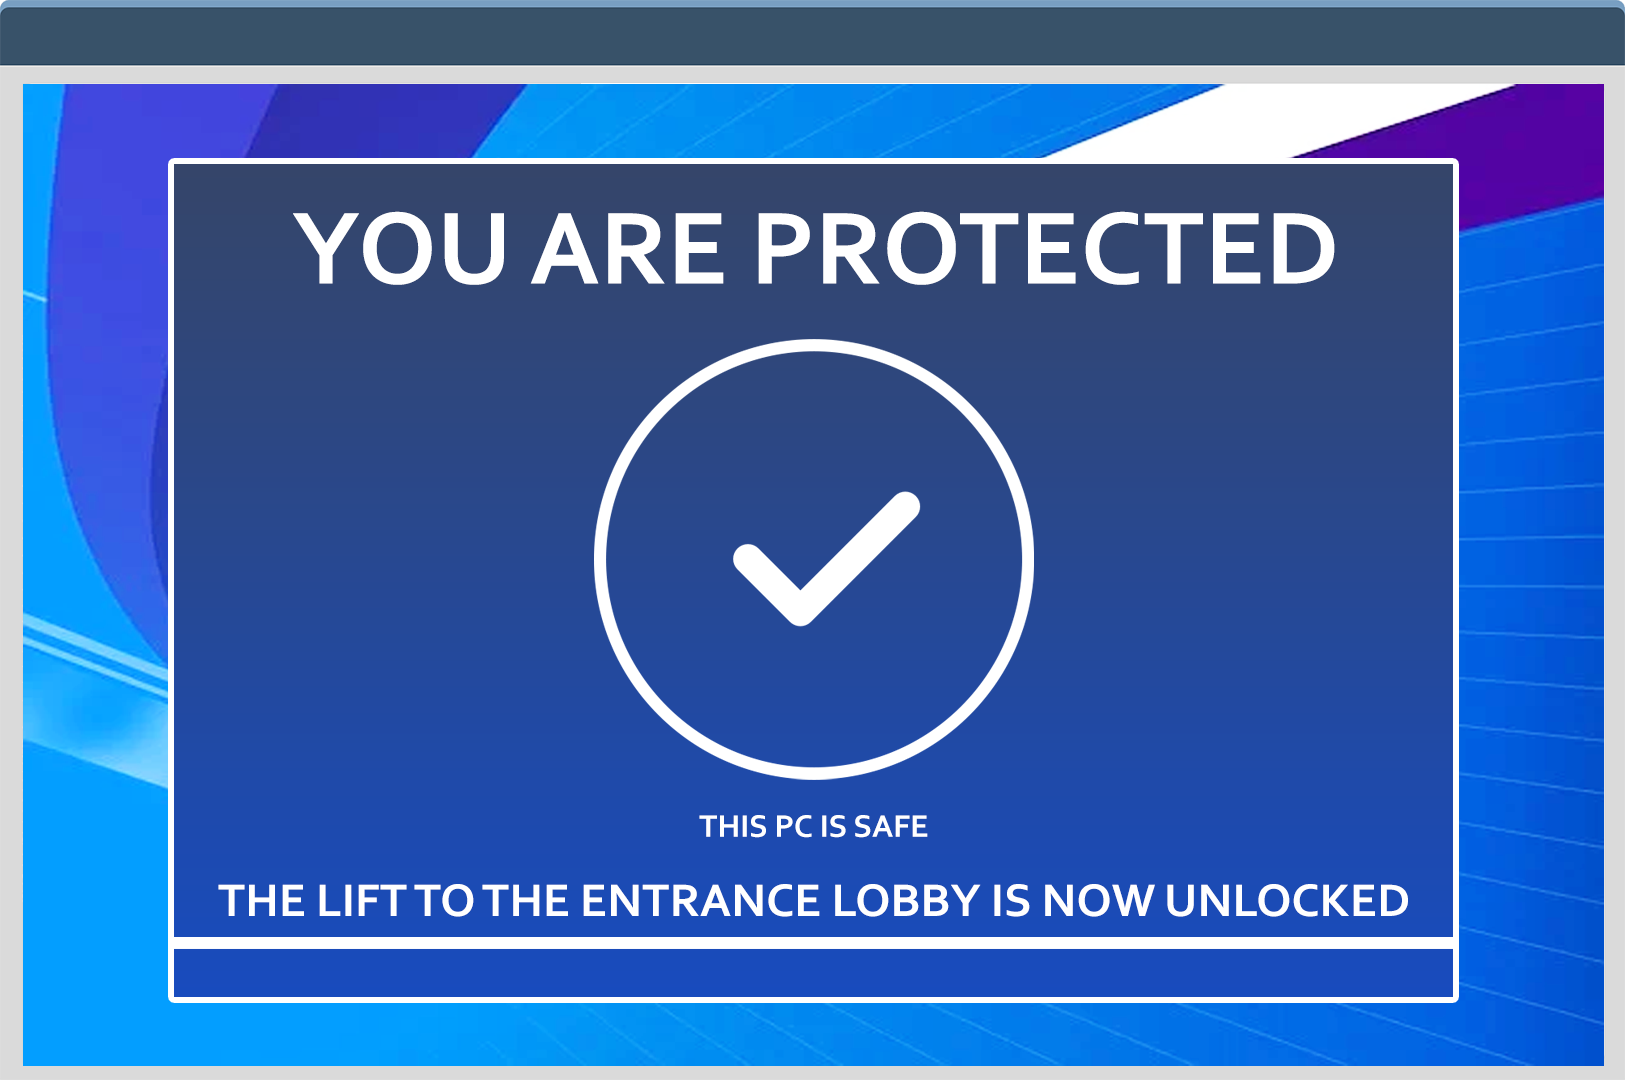 YOU ARE PROTECTED
THIS PC IS SAFE
THE LIFT TO THE ENTRANCE LOBBY IS NOW UNLOCKED